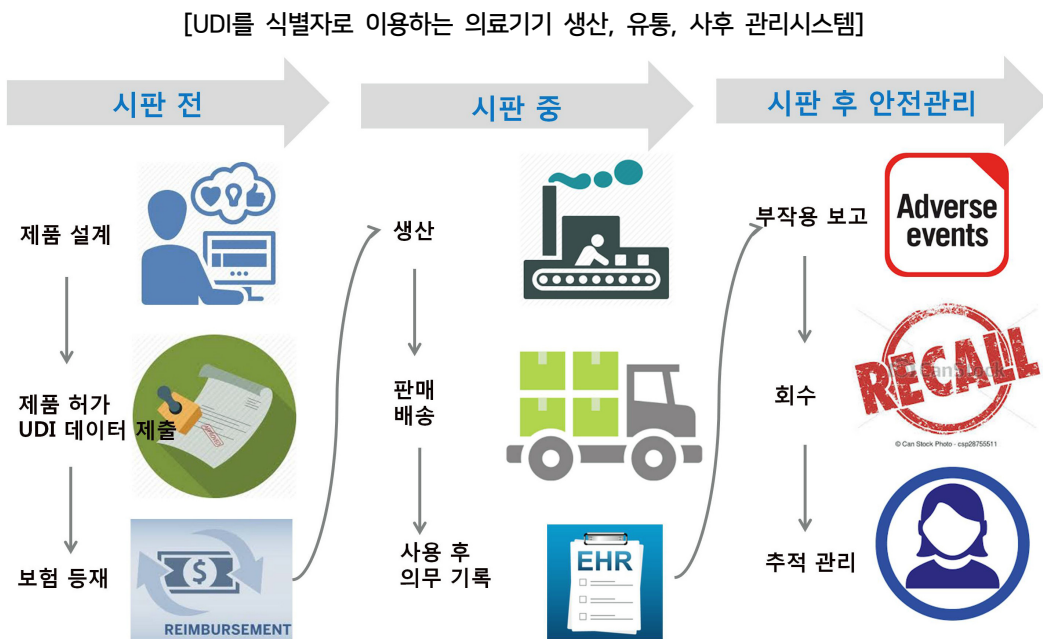 [UDI를 식별자로 이용하는 의료기기 생산, 유통, 사후 관리시스템]
시판 전
시판 중
시판 후 안전관리
제품 설계
제품 허가
UDI 데이터 제출
보험 등재
REIMBURSEMENT
생산
판매
배송
사용 후
의무 기록
EHR
부작용 보고
Adverse
events
회수
RECALL
© Can Stock Photo - csp28755511
추적 관리